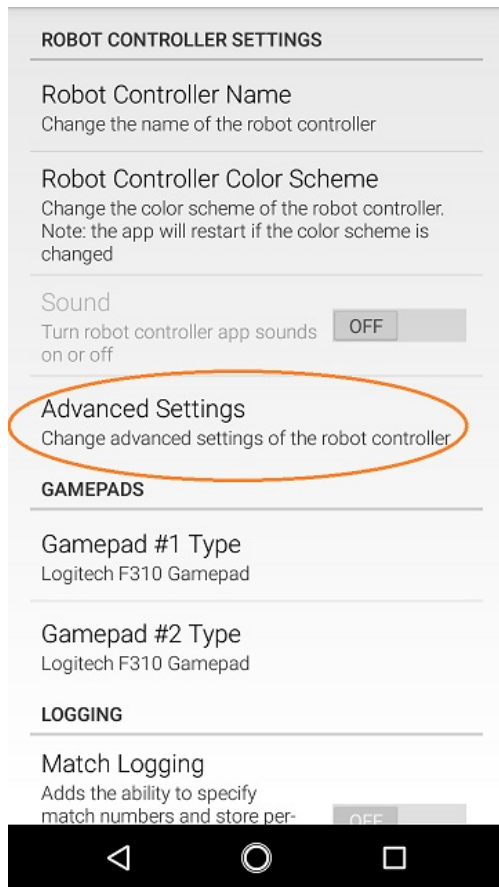 ROBOT CONTROLLER SETTINGS
Robot Controller Name
Change the name of the robot controller
Robot Controller Color Scheme
Change the color scheme of the robot controller.
Note: the app will restart if the color scheme is
changed
Sound
Turn robot controller app sounds
on or off
OFF
Advanced Settings
Change advanced settings of the robot controller
GAMEPADS
Gamepad #1 Type
Logitech F310 Gamepad
Gamepad #2 Type
Logitech F310 Gamepad
LOGGING
Match Logging
Adds the ability to specify
match numbers and store per-
OFF